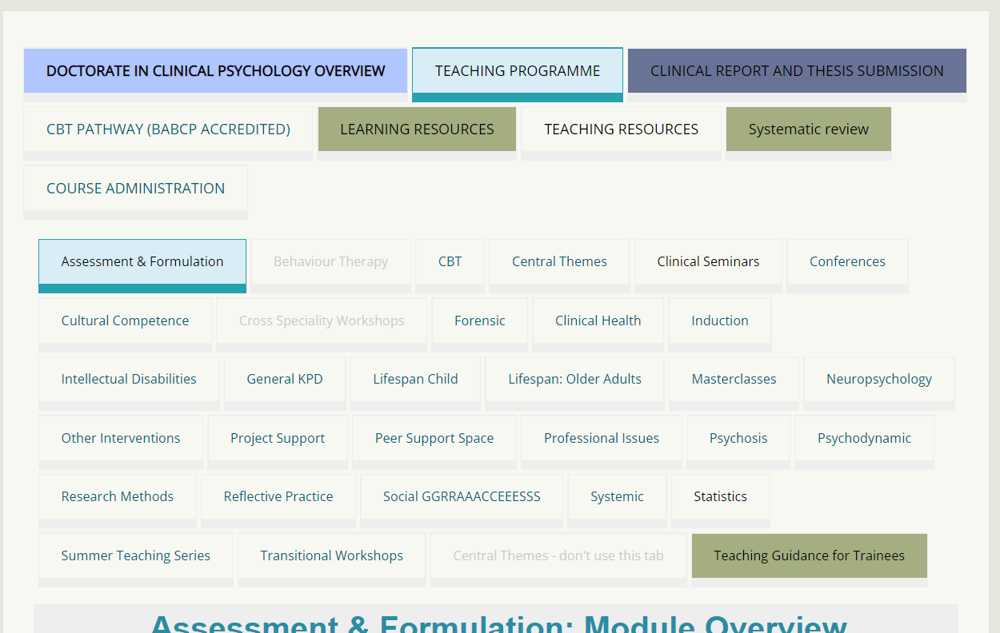 DOCTORATE IN CLINICAL PSYCHOLOGY OVERVIEW TEACHING PROGRAMME CLINICAL REPORT AND THESIS SUBMISSION
CBT PATHWAY (BABCP ACCREDITED) LEARNING RESOURCES TEACHING RESOURCES Systematic review
COURSE ADMINISTRATION
Assessment & Formulation Behaviour Therapy CBT Central Themes Clinical Seminars Conferences
Cultural Competence Cross Speciality Workshops Forensic Clinical Health Induction
Intellectual Disabilities General KPD Lifespan Child Lifespan: Older Adults Masterclasses Neuropsychology
Other Interventions Project Support Peer Support Space Professional Issues Psychosis Psychodynamic
Research Methods Reflective Practice Social GGRRAAACCEEESSS Systemic Statistics
Summer Teaching Series Transitional Workshops Central Themes - don't use this tab Teaching Guidance for Trainees
Assessment & Formulation: Module Overview